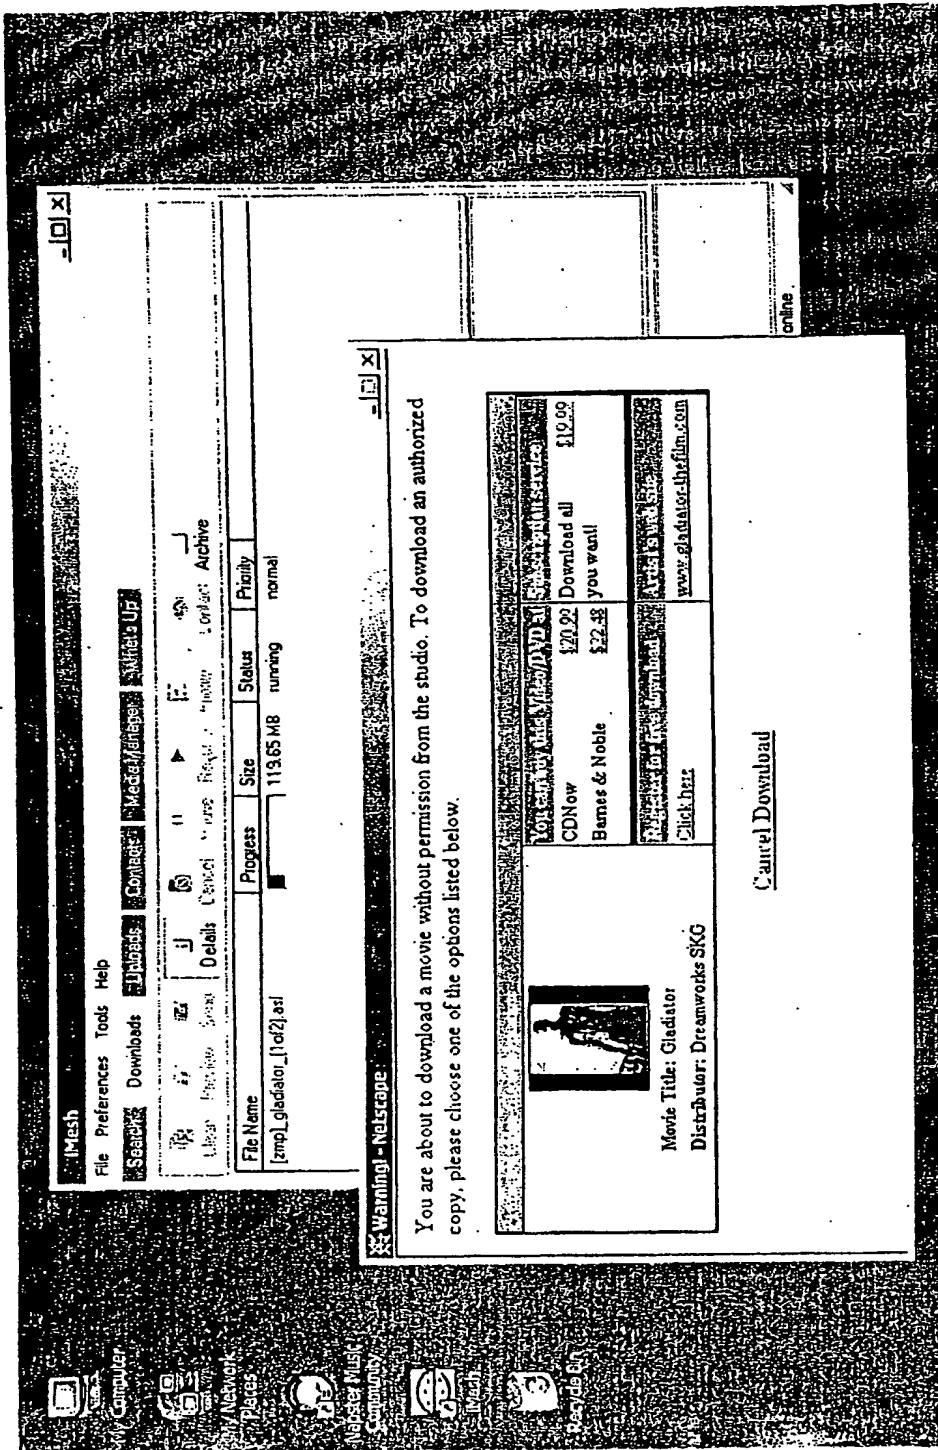 My Computer
My Network
Places
Napster Music
Community
iMesh
Recycle Bin
iMesh
File Preferences Tools Help
Search Downloads Uploads Contacts Media Manager What's Up?
Clear Preview Details Cancel Archive
File Name Progress Size Status Priority
[zmp]_gladiator_[1of2].asf 119.65 MB running normal
online
Warning! - Netscape
You are about to download a movie without permission from the studio. To download an authorized
copy, please choose one of the options listed below.
CDNow $20.99
Barnes & Noble $22.48
Download all $19.99
you want!
Click here
www.gladiator-thefilm.com
Movie Title: Gladiator
Distributor: Dreamworks SKG
Cancel Download